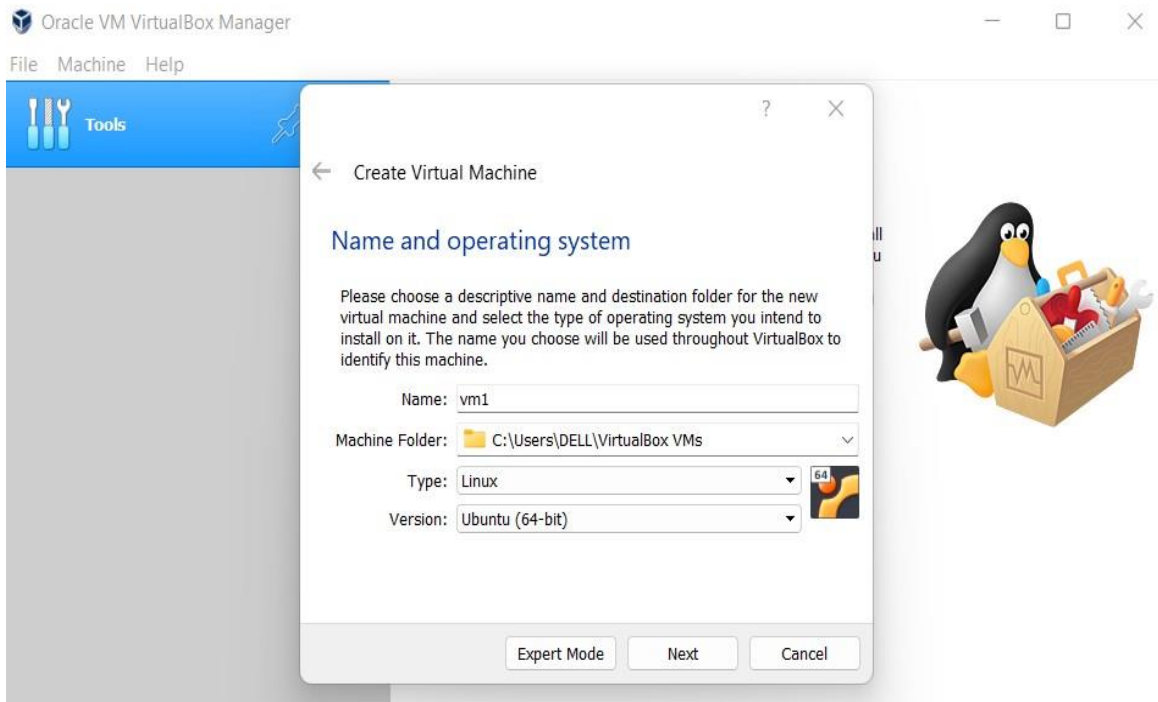 Oracle VM VirtualBox Manager
File Machine Help
Tools
?
Create Virtual Machine
Name and operating system
Please choose a descriptive name and destination folder for the new
virtual machine and select the type of operating system you intend to
install on it. The name you choose will be used throughout VirtualBox to
identify this machine.
Name: vm1
Machine Folder: C:\Users\DELL\VirtualBox VMs
Type: Linux
64
Version: Ubuntu (64-bit)
Expert Mode Next Cancel